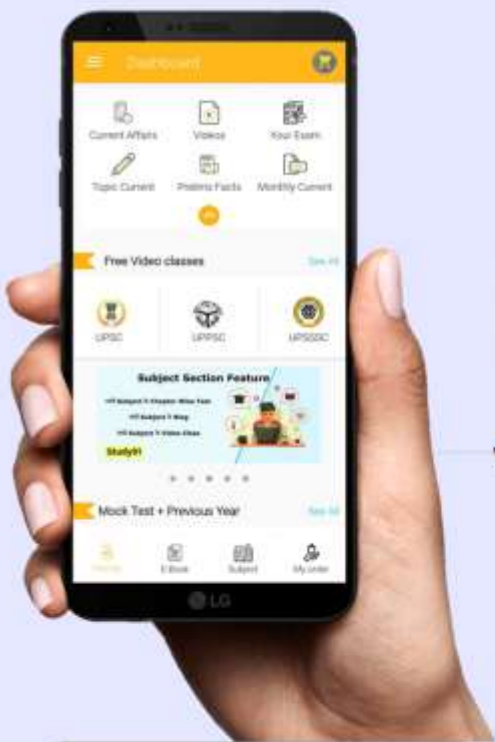 Dashboard
Current Affairs Videos Your Exam
Topic Current Prelims Facts Monthly Current
Free Video classes See All
UPSC UPPSC UPSSSC
Subject Section Feature
Study91
Mock Test + Previous Year See All
E-Book Subject My order
LG